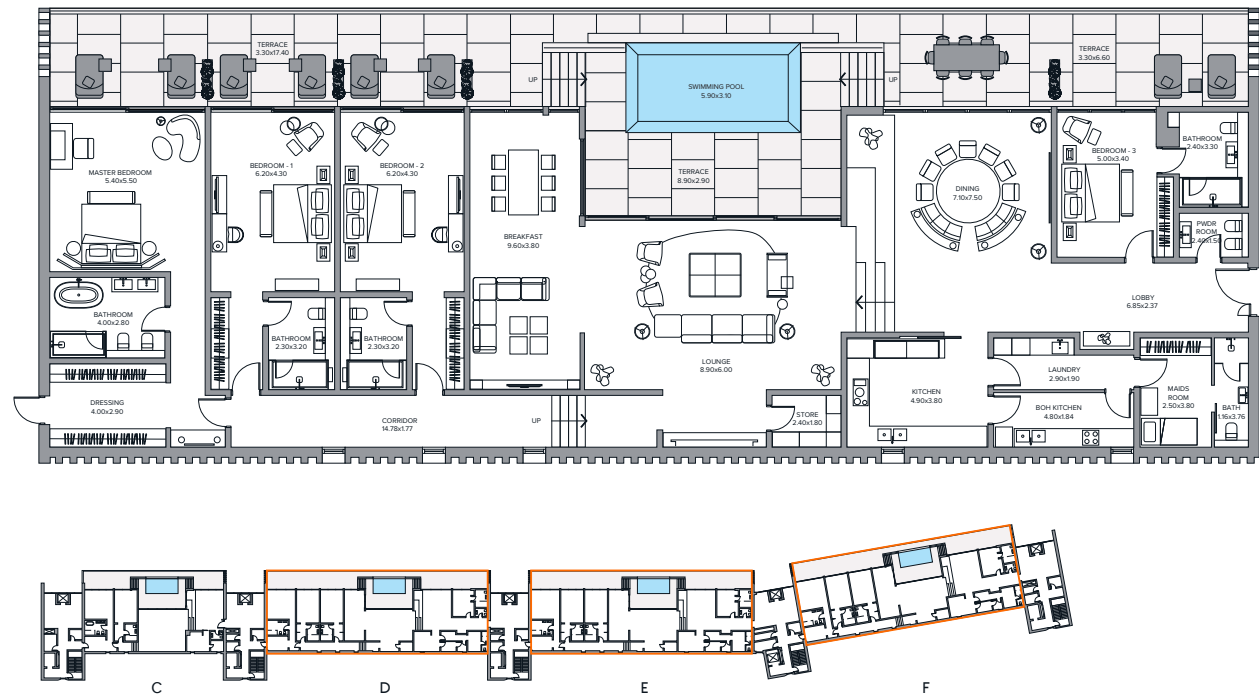 TERRACE
3.30x17.40
TERRACE
3.30x6.60
UP
UP
SWIMMING POOL
5.90x3.10
MASTER BEDROOM
5.40x5.50
BEDROOM - 1
6.20x4.30
BEDROOM - 2
6.20x4.30
BREAKFAST
9.60x3.80
TERRACE
8.90x2.90
DINING
7.10x7.50
BEDROOM - 3
5.00x3.40
BATHROOM
2.40x3.30
PWDR
ROOM
2.40x1.50
BATHROOM
4.00x2.80
BATHROOM
2.30x3.20
BATHROOM
2.30x3.20
LOUNGE
8.90x6.00
LOBBY
6.85x2.37
DRESSING
4.00x2.90
CORRIDOR
14.78x1.77
UP
STORE
2.40x1.80
KITCHEN
4.90x3.80
LAUNDRY
2.90x1.90
BOH KITCHEN
4.80x1.84
MAIDS
ROOM
2.50x3.80
BATH
1.16x3.76
C
D
E
F